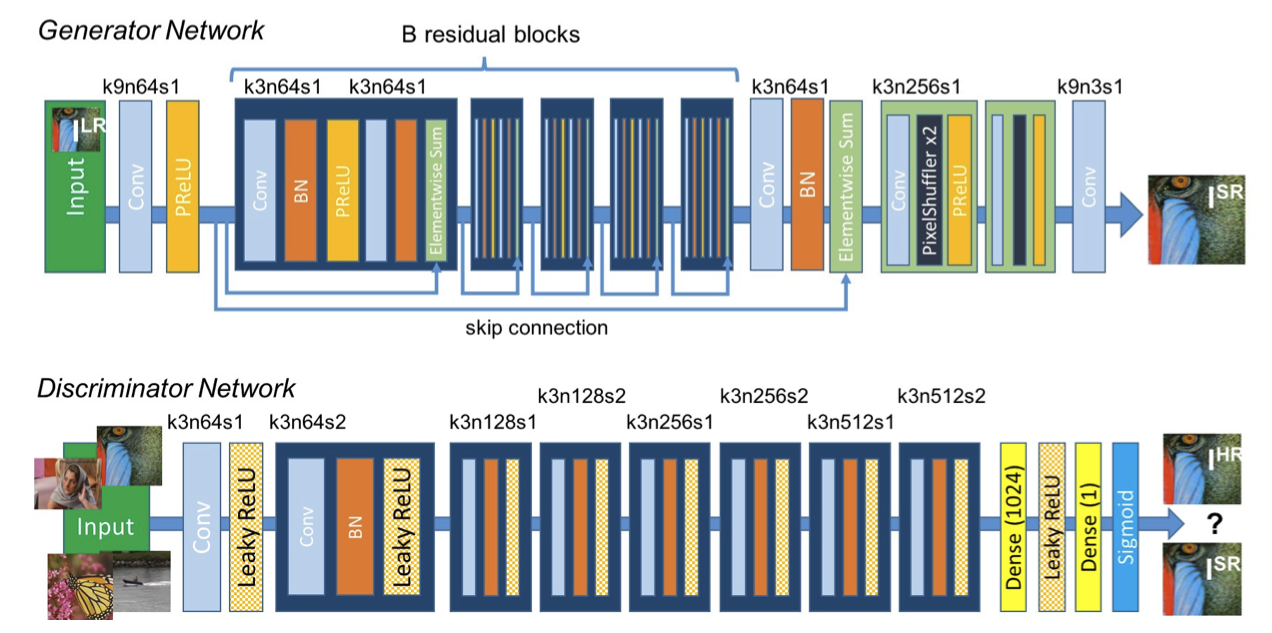 Generator Network
B residual blocks
k9n64s1
k3n64s1
k3n64s1
k3n64s1
k3n256s1
k9n3s1
Input
I LR
Conv
PReLU
Conv
BN
PReLU
Elementwise Sum
Conv
BN
Elementwise Sum
Conv
PixelShuffler x2
PReLU
Conv
I SR
skip connection
Discriminator Network
k3n64s1
k3n64s2
k3n128s1
k3n128s2
k3n256s1
k3n256s2
k3n512s1
k3n512s2
Input
Conv
Leaky ReLU
Conv
BN
Leaky ReLU
Dense (1024)
Leaky ReLU
Dense (1)
Sigmoid
I HR
?
I SR